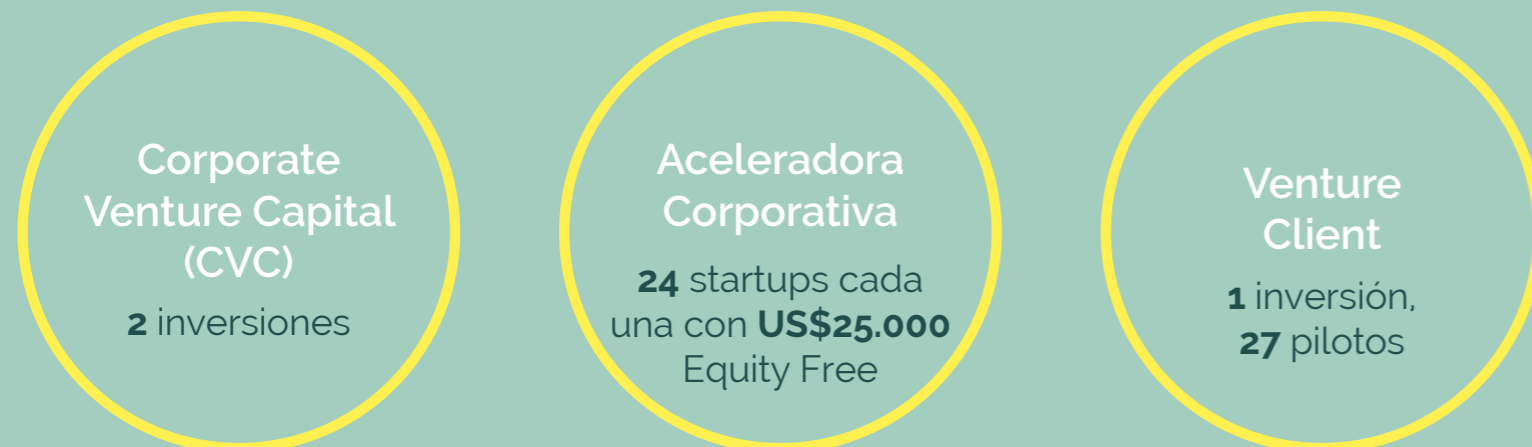 Corporate
Venture Capital
(CVC)
2 inversiones
Aceleradora
Corporativa
24 startups cada
una con US$25.000
Equity Free
Venture
Client
1 inversión,
27 pilotos